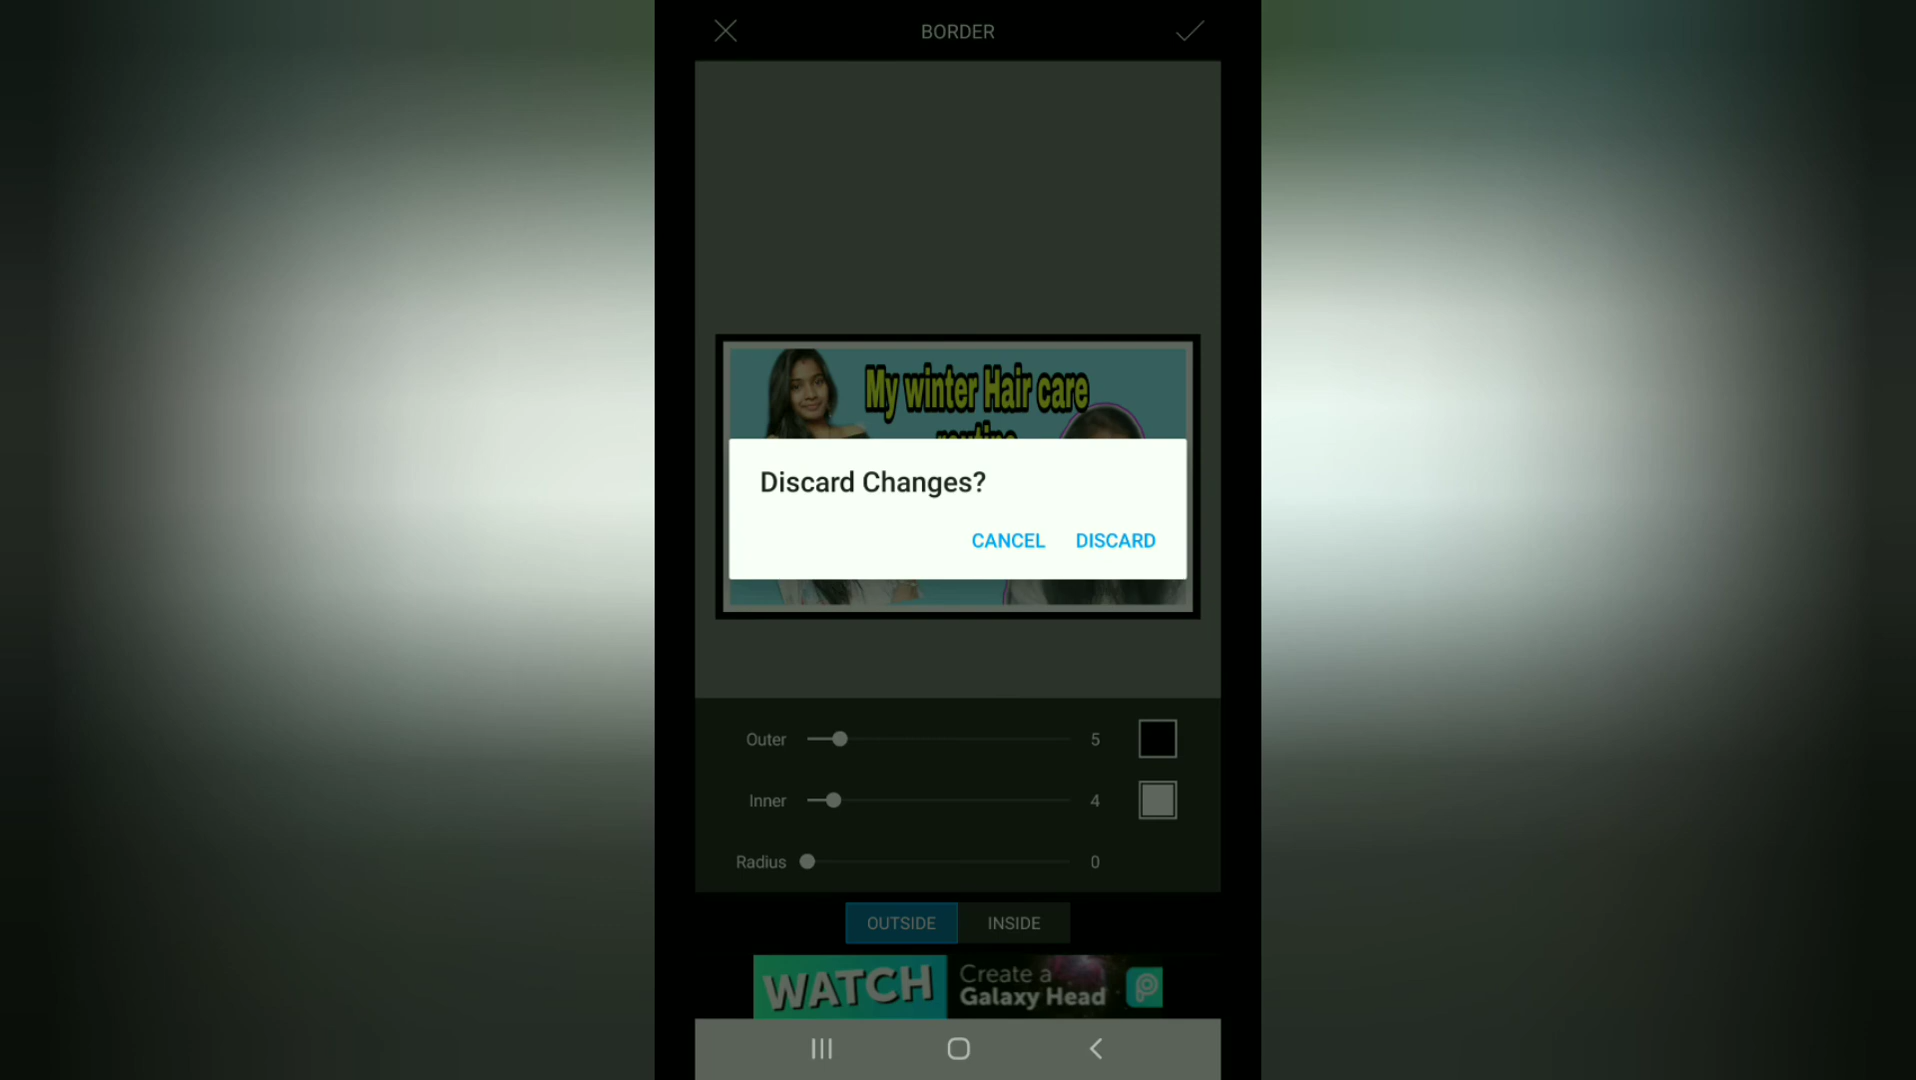 BORDER
My winter Hair care
routine
Discard Changes?
CANCEL DISCARD
Outer 5
Inner 4
Radius 0
OUTSIDE INSIDE
WATCH
Create a
Galaxy Head